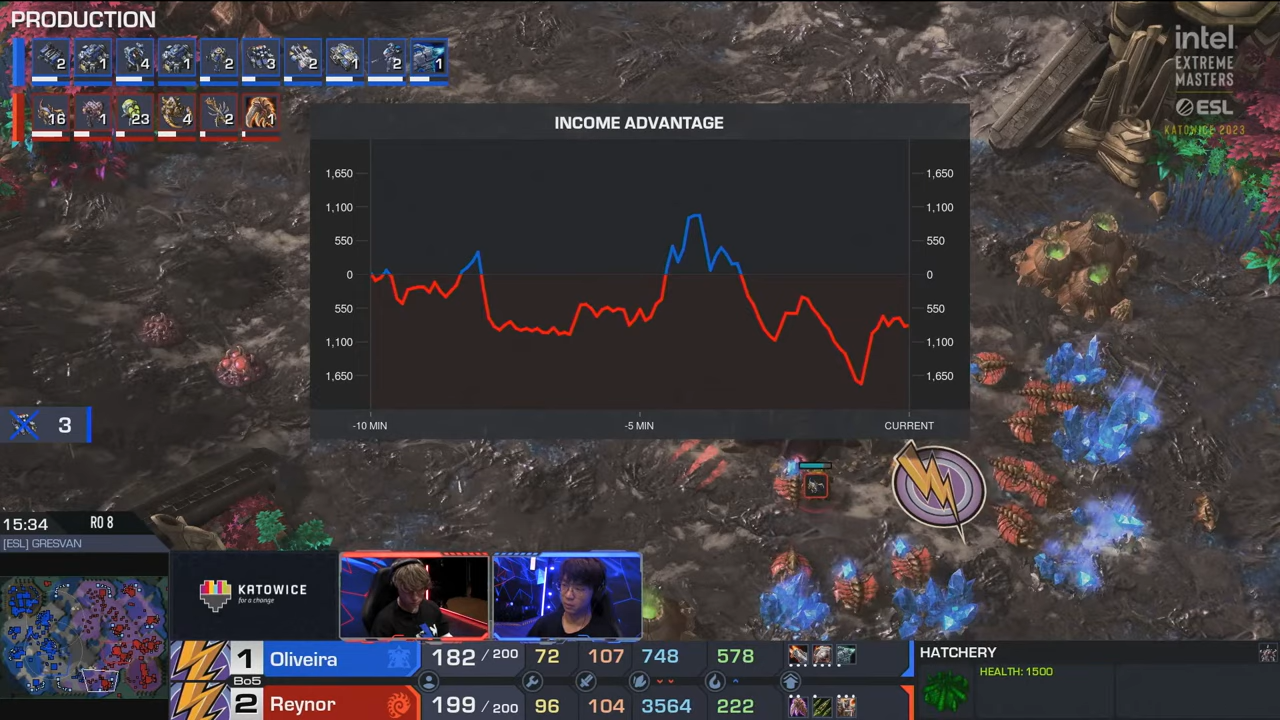 PRODUCTION
2 1 4 1 2 3 2 1 2 1
16 1 23 4 2 1
intel
EXTREME
MASTERS
ESL
KATOWICE 2023
INCOME ADVANTAGE
1,650 1,650
1,100 1,100
550 550
0 0
550 550
1,100 1,100
1,650 1,650
-10 MIN -5 MIN CURRENT
3
15:34 RO 8
[ESL] GRESVAN
KATOWICE
for a change
1 Oliveira 182 / 200 72 107 748 578
Bo5
2 Reynor 199 / 200 96 104 3564 222
HATCHERY
HEALTH: 1500